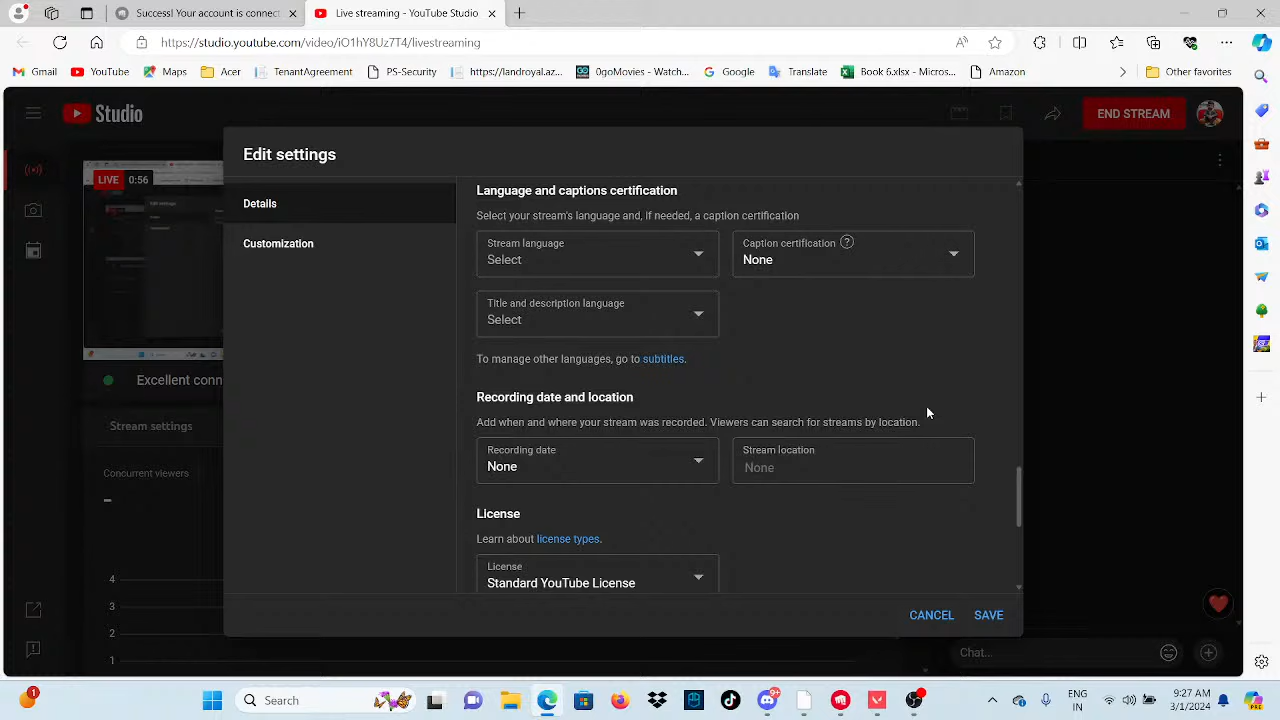 Success! Your account is connect
Live streaming - YouTube Studio
https://studio.youtube.com/video/iO1hY8Uz7T4/livestreaming
Gmail
YouTube
Maps
Acer
TenantAgreement
PS-Security
https://tedroyal.az...
0goMovies - Watch...
Google
Translate
Book 6.xlsx - Micros...
Amazon
Other favorites
Studio
END STREAM
Edit settings
LIVE 0:56
Details
Customization
Language and captions certification
Select your stream's language and, if needed, a caption certification
Stream language
Select
Caption certification
None
Title and description language
Select
To manage other languages, go to subtitles.
Excellent conn
Recording date and location
Add when and where your stream was recorded. Viewers can search for streams by location.
Stream settings
Recording date
None
Stream location
None
Concurrent viewers
License
Learn about license types.
License
Standard YouTube License
4
3
2
1
CANCEL
SAVE
Chat...
1
Search
ENG
IN
9:27 AM
3/1/2024